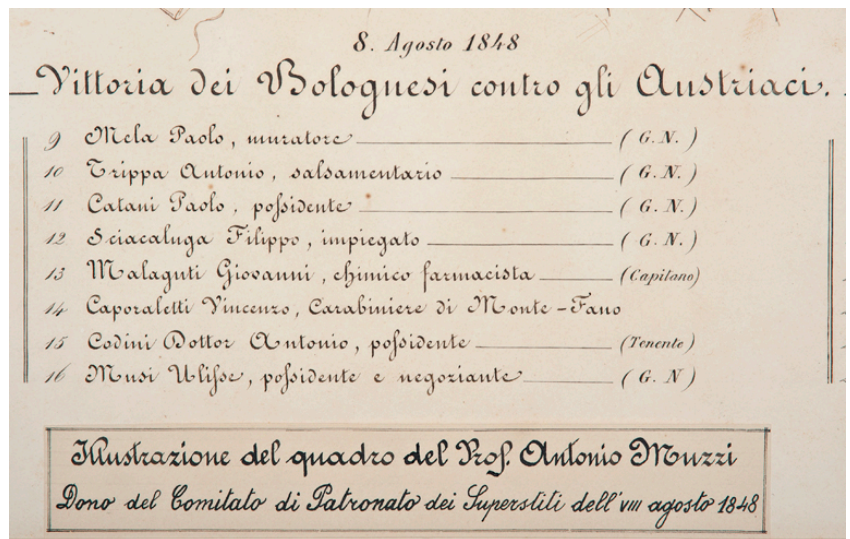 8. Agosto 1848
Vittoria dei Bolognesi contro gli Austriaci.
9 Mela Paolo, muratore (G. N.)
10 Trippa Antonio, salsamentario (G. N.)
11 Catani Paolo, possidente (G. N.)
12 Sciacaluga Filippo, impiegato (G. N.)
13 Malaguti Giovanni, chimico farmacista (Capitano)
14 Caporaletti Vincenzo, Carabiniere di Monte-Fano
15 Codini Dottor Antonio, possidente (Tenente)
16 Musi Ulisse, possidente e negoziante (G. N)
Illustrazione del quadro del Prof. Antonio Muzzi
Dono del Comitato di Patronato dei Superstiti dell' VIII agosto 1848